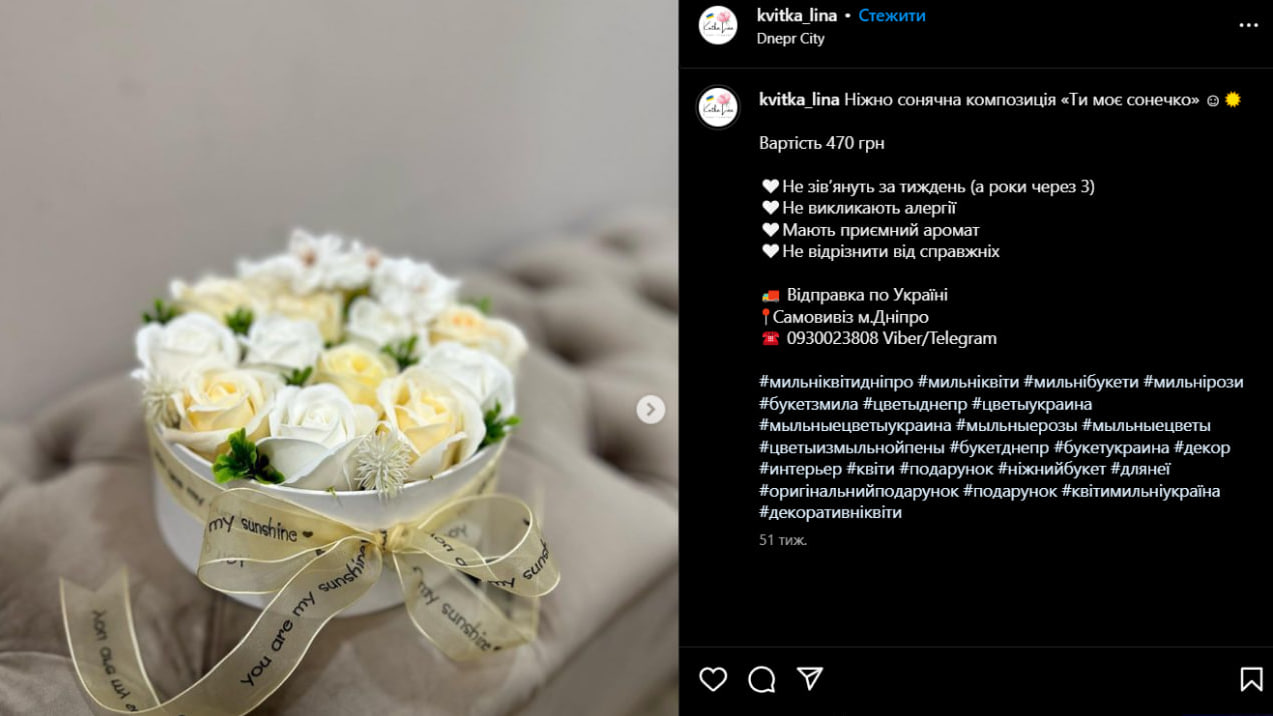 kvitka_lina • Стежити
Dnepr City
kvitka_lina Ніжно сонячна композиція «Ти моє сонечко» ☺️🌟
Вартість 470 грн
🤍Не зів’януть за тиждень (а роки через 3)
🤍Не викликають алергії
🤍Мають приємний аромат
🤍Не відрізнити від справжніх
🚚 Відправка по Україні
📍Самовивіз м.Дніпро
☎️ 0930023808 Viber/Telegram
#мильніквітидніпро #мильніквіти #мильнібукети #мильнірози
#букетзмила #цветыднепр #цветыукраина
#мыльныецветыукраина #мыльныерозы #мыльныецветы
#цветыизмыльнойпены #букетднепр #букетукраина #декор
#интерьер #квіти #подарунок #ніжнийбукет #длянеї
#оригінальнийподарунок #подарунок #квітимильніукраїна
#декоративніквіти
51 тиж.
my sunshine
you are my sunshine
you are my